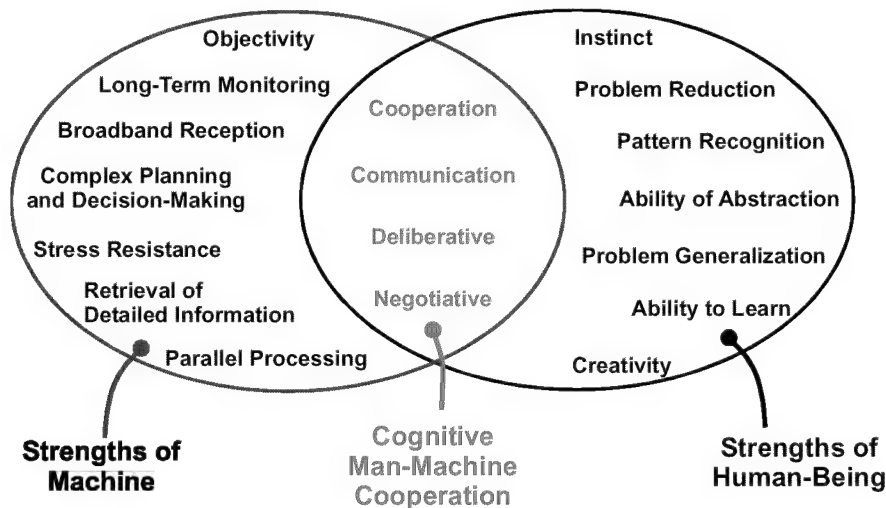 Objectivity
Long-Term Monitoring
Broadband Reception
Complex Planning
and Decision-Making
Stress Resistance
Retrieval of
Detailed Information
Parallel Processing
Strengths of
Machine
Cooperation
Communication
Deliberative
Negotiative
Cognitive
Man-Machine
Cooperation
Instinct
Problem Reduction
Pattern Recognition
Ability of Abstraction
Problem Generalization
Ability to Learn
Creativity
Strengths of
Human-Being